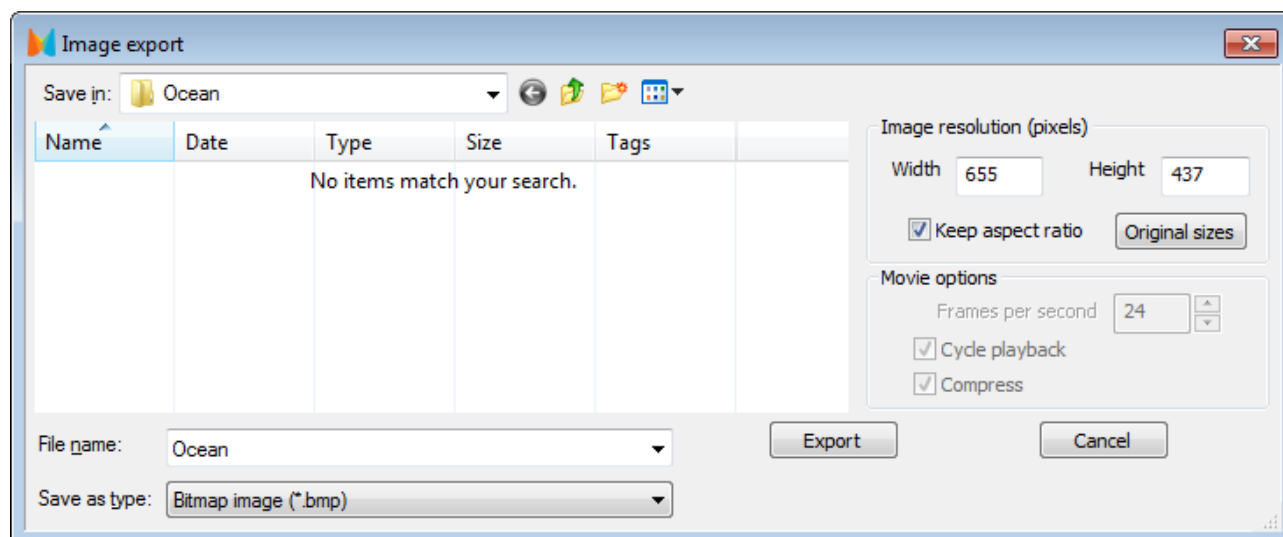 Image export
Save in: Ocean
Name Date Type Size Tags
No items match your search.
Image resolution (pixels)
Width 655 Height 437
Keep aspect ratio Original sizes
Movie options
Frames per second 24
Cycle playback
Compress
File name: Ocean
Export Cancel
Save as type: Bitmap image (*.bmp)